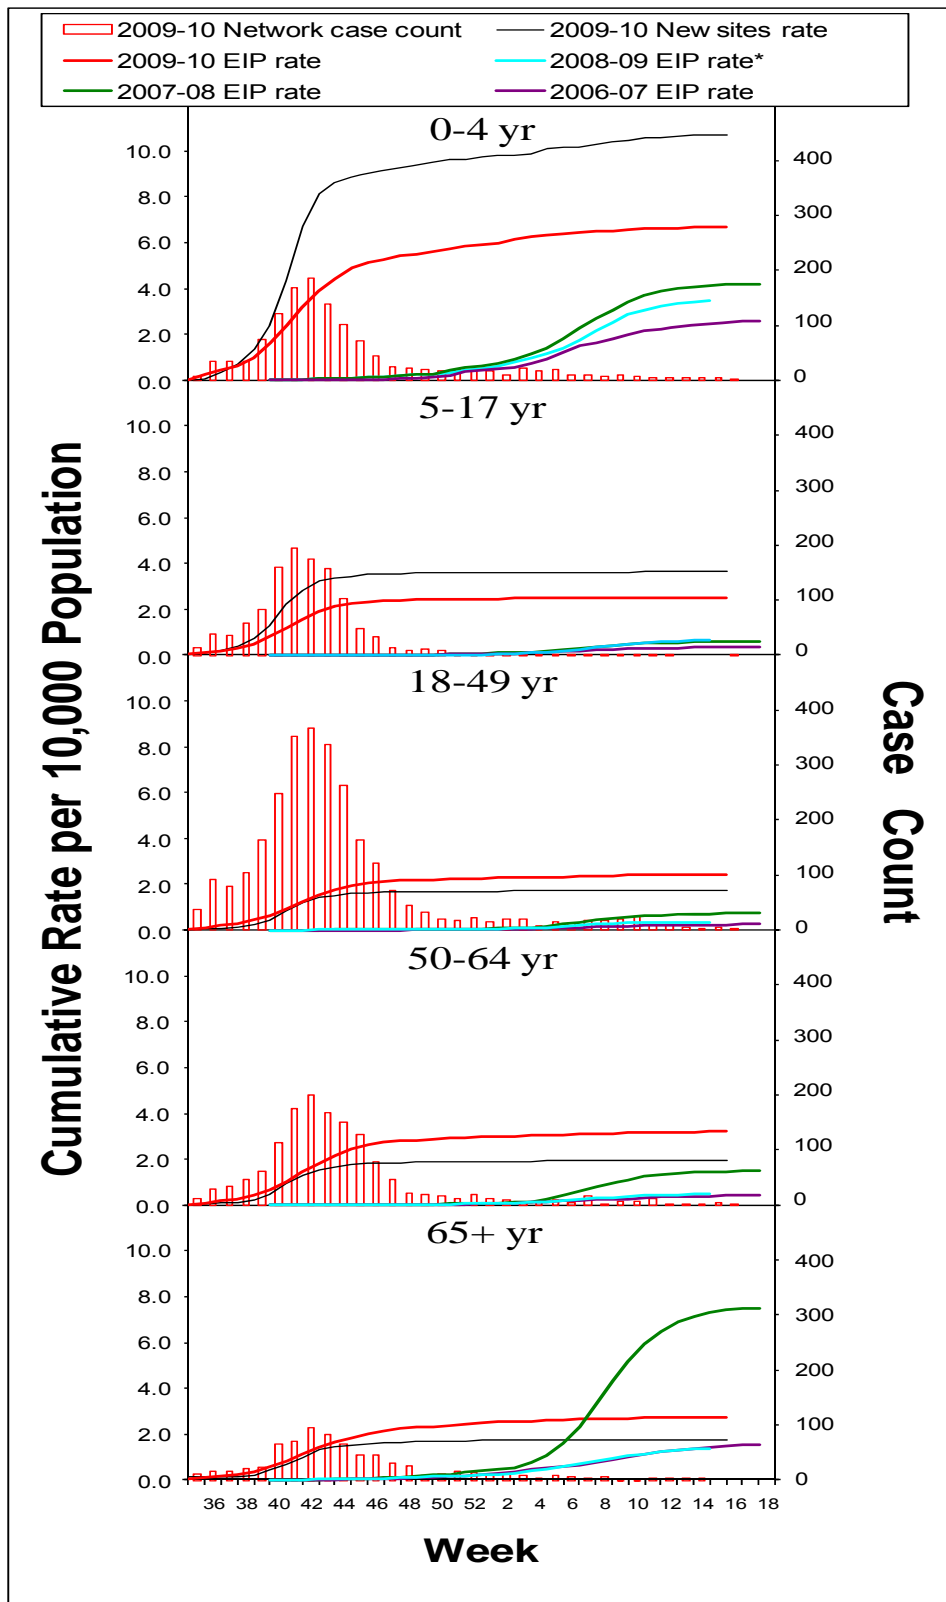 2009-10 Network case count 2009-10 New sites rate
2009-10 EIP rate 2008-09 EIP rate*
2007-08 EIP rate 2006-07 EIP rate
0-4 yr
10.0 400
8.0 300
6.0 200
4.0 100
2.0 0
0.0
5-17 yr
10.0 400
8.0 300
6.0 200
4.0 100
2.0 0
0.0
18-49 yr
10.0 400
8.0 300
6.0 200
4.0 100
2.0 0
0.0
50-64 yr
10.0 400
8.0 300
6.0 200
4.0 100
2.0 0
0.0
65+ yr
10.0 400
8.0 300
6.0 200
4.0 100
2.0 0
0.0
36 38 40 42 44 46 48 50 52 2 4 6 8 10 12 14 16 18
Week
Cumulative Rate per 10,000 Population
Case Count